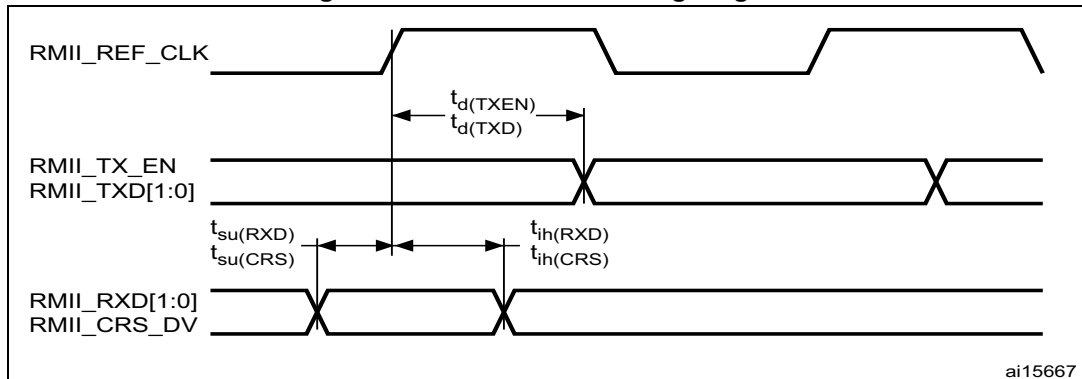 RMII_REF_CLK
td(TXEN)
td(TXD)
RMII_TX_EN
RMII_TXD[1:0]
tsu(RXD)
tsu(CRS)
tih(RXD)
tih(CRS)
RMII_RXD[1:0]
RMII_CRS_DV
ai15667